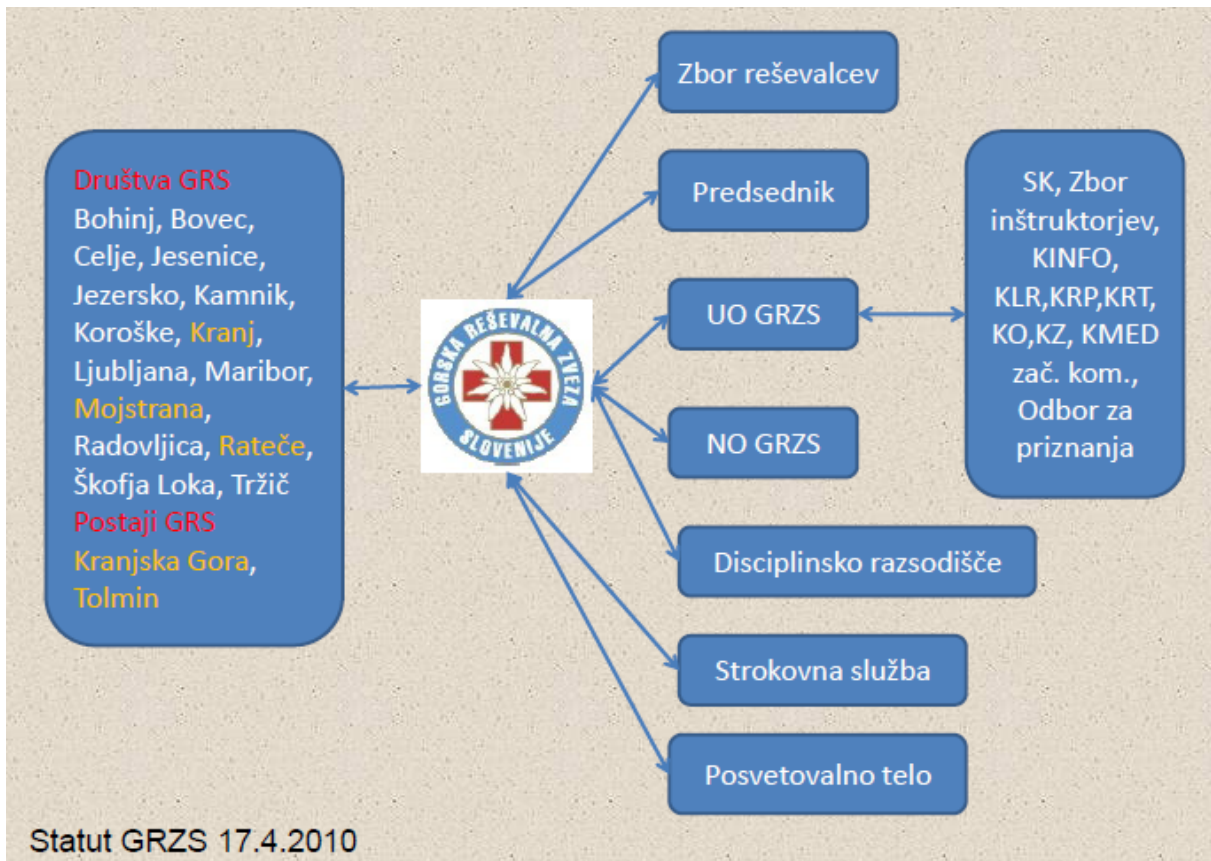 Društva GRS
Bohinj, Bovec,
Celje, Jesenice,
Jezersko, Kamnik,
Koroške, Kranj,
Ljubljana, Maribor,
Mojstrana,
Radovljica, Rateče,
Škofja Loka, Tržič
Postaji GRS
Kranjska Gora,
Tolmin
GORSKA REŠEVALNA ZVEZA
SLOVENIJE
Zbor reševalcev
Predsednik
UO GRZS
NO GRZS
Disciplinsko razsodišče
Strokovna služba
Posvetovalno telo
SK, Zbor
inštruktorjev,
KINFO,
KLR,KRP,KRT,
KO,KZ, KMED
zač. kom.,
Odbor za
priznanja
Statut GRZS 17.4.2010